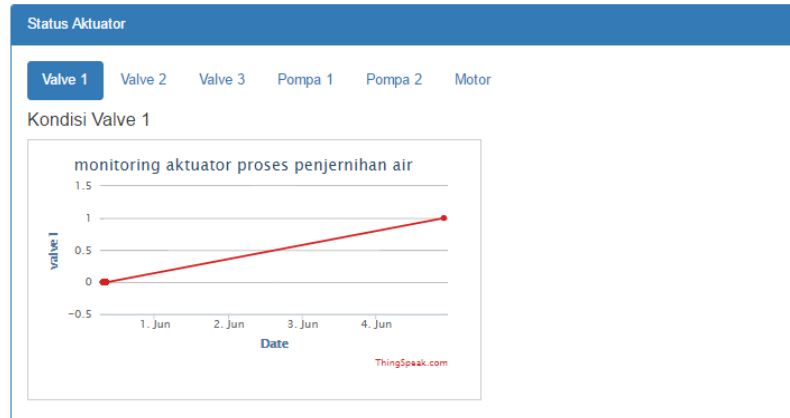 Status Aktuator
Valve 1 Valve 2 Valve 3 Pompa 1 Pompa 2 Motor
Kondisi Valve 1
monitoring aktuator proses penjernihan air
1.5
1
0.5
0
-0.5
valve1
1. Jun 2. Jun 3. Jun 4. Jun
Date
ThingSpeak.com